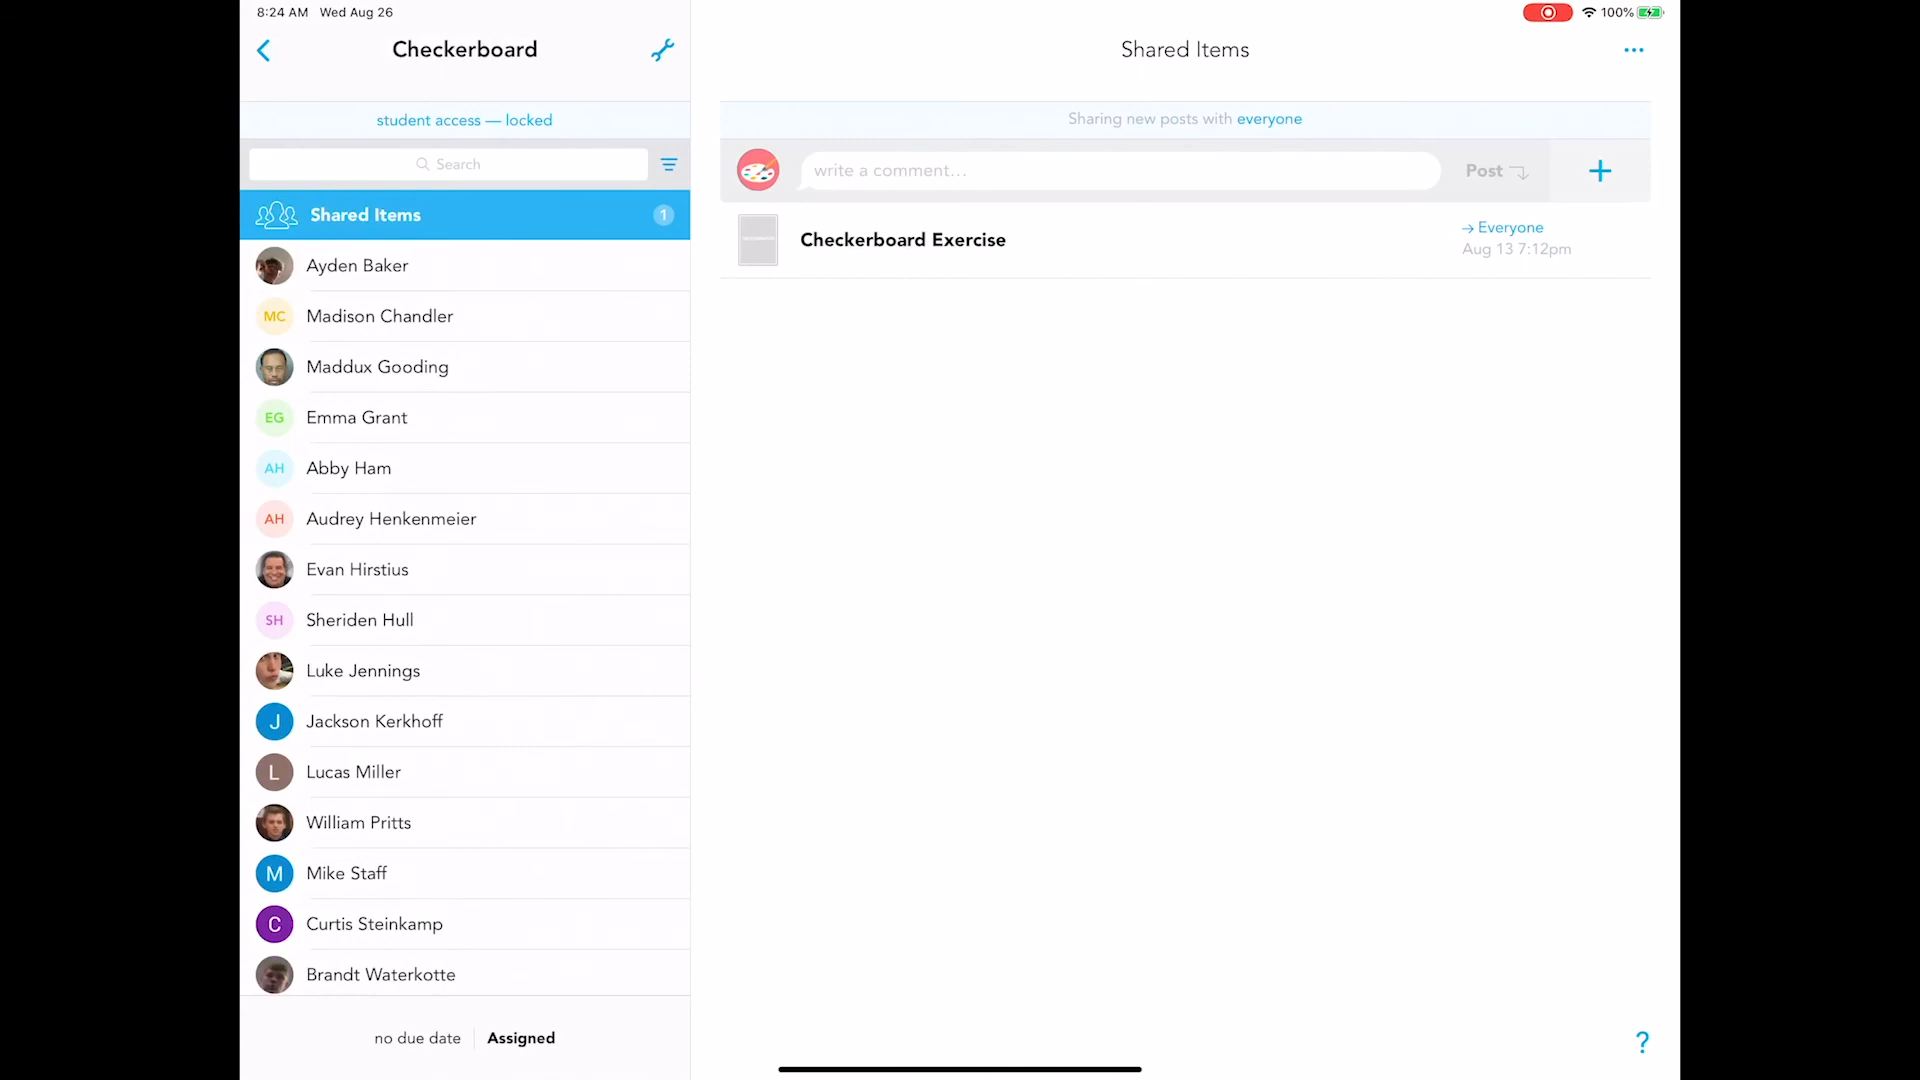 8:24 AM Wed Aug 26
100%
Checkerboard
student access — locked
Search
Shared Items 1
Ayden Baker
MC Madison Chandler
Maddux Gooding
EG Emma Grant
AH Abby Ham
AH Audrey Henkenmeier
Evan Hirstius
SH Sheriden Hull
Luke Jennings
J Jackson Kerkhoff
L Lucas Miller
William Pritts
M Mike Staff
C Curtis Steinkamp
Brandt Waterkotte
no due date Assigned
Shared Items
Sharing new posts with everyone
write a comment... Post
Checkerboard Exercise
→ Everyone
Aug 13 7:12pm
?